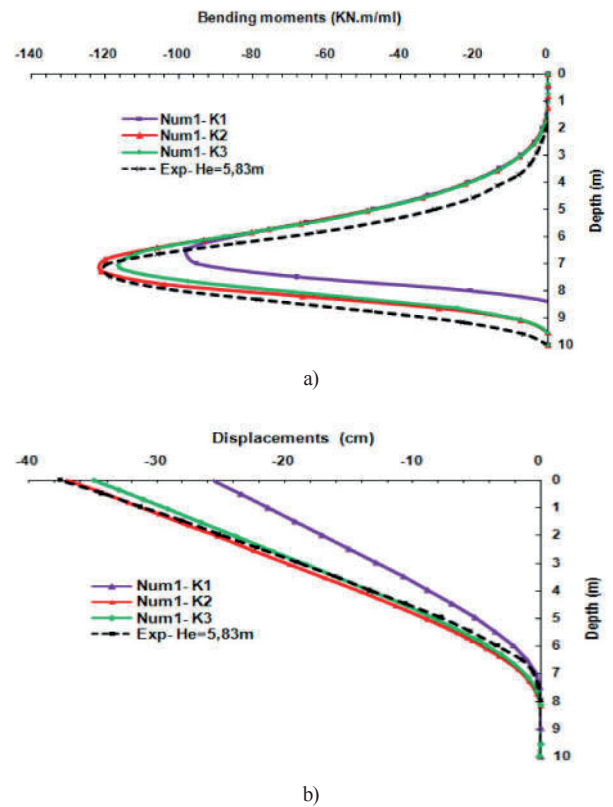 Bending moments (KN.m/ml)
-140 -120 -100 -80 -60 -40 -20 0
0
1
2
3
4
5
6
7
8
9
10
Depth (m)
Num1- K1
Num1- K2
Num1- K3
Exp- He=5,83m
a)
Displacements (cm)
-40 -30 -20 -10 0
0
1
2
3
4
5
6
7
8
9
10
Depth (m)
Num1- K1
Num1- K2
Num1- K3
Exp- He=5,83m
b)